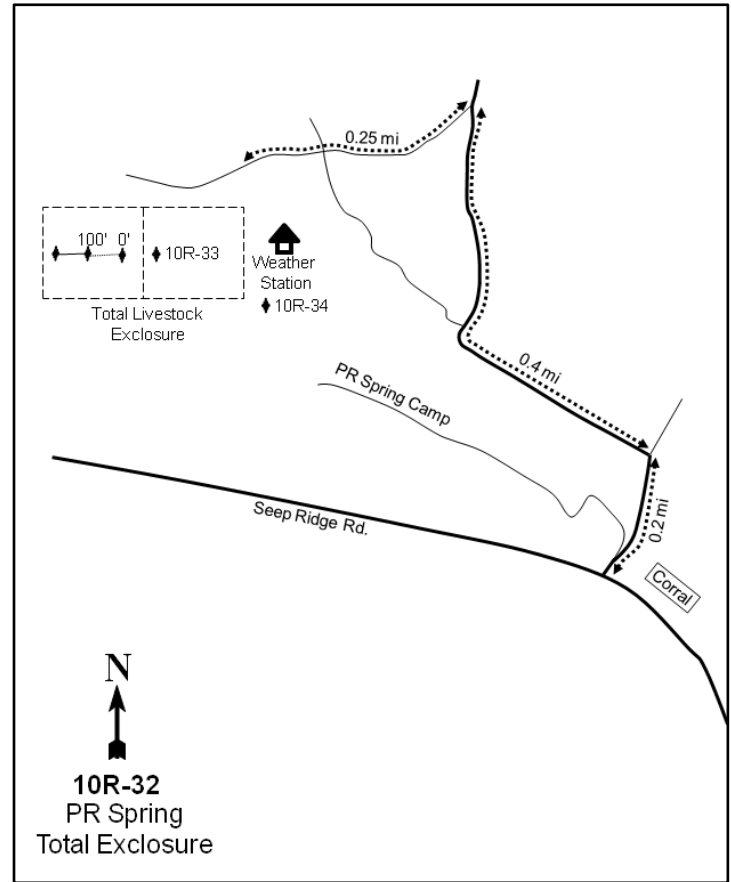 0.25 mi
100' 0'
10R-33
Weather
Station
10R-34
Total Livestock
Exclosure
0.4 mi
PR Spring Camp
0.2 mi
Seep Ridge Rd.
Corral
N
10R-32
PR Spring
Total Exclosure